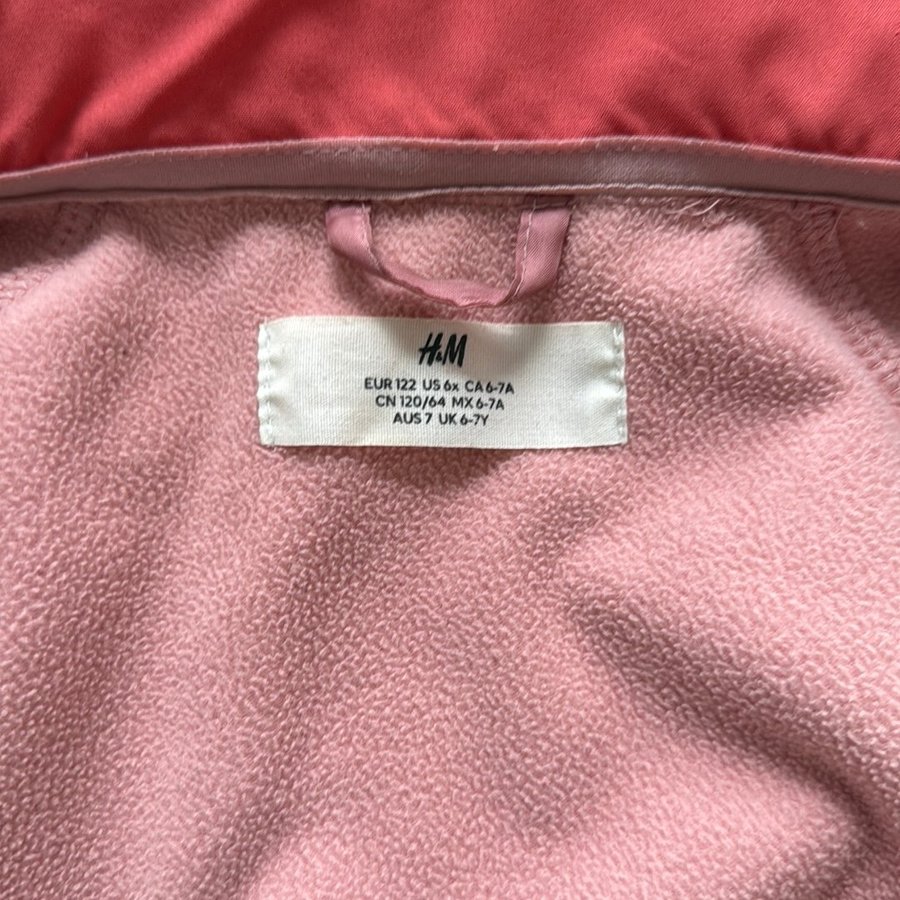 H&M
EUR 122 US 6x CA 6-7A
CN 120/64 MX 6-7A
AUS 7 UK 6-7Y